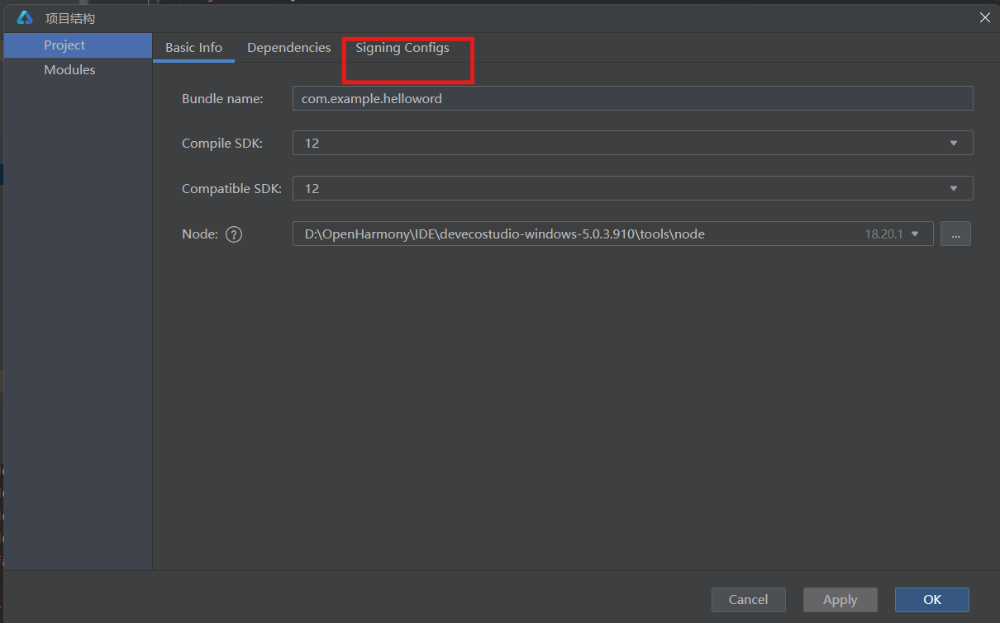 项目结构
Project
Modules
Basic Info Dependencies Signing Configs
Bundle name: com.example.helloword
Compile SDK: 12
Compatible SDK: 12
Node: ? D:\OpenHarmony\IDE\devecostudio-windows-5.0.3.910\tools\node 18.20.1 ...
Cancel Apply OK